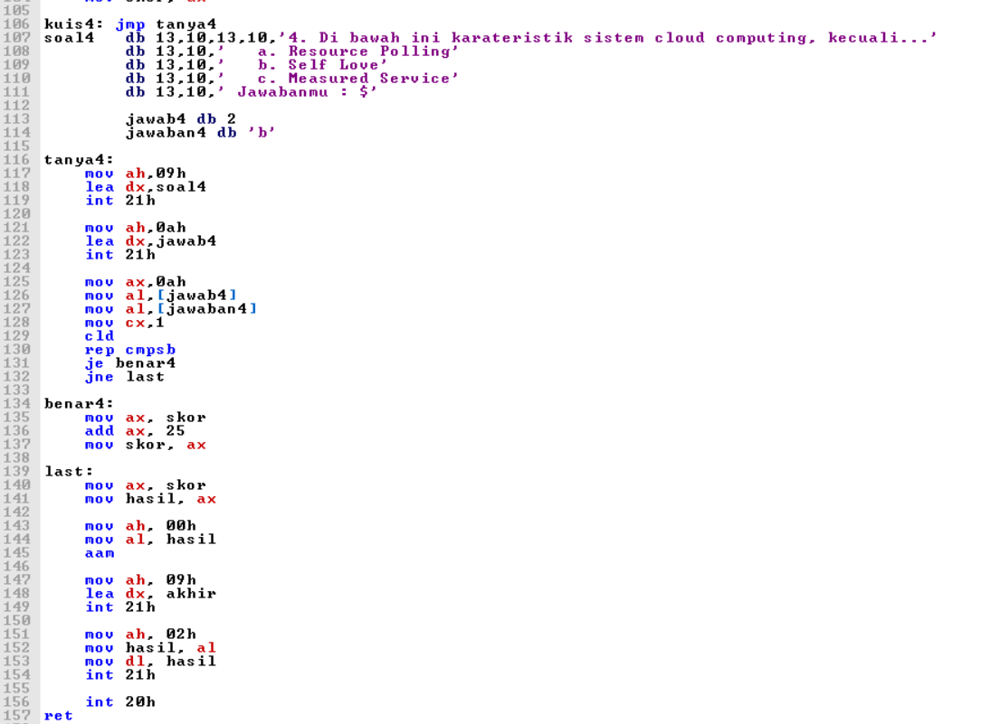 105
106 kuis4: jmp tanya4
107 soal4   db 13,10,13,10,'4. Di bawah ini karateristik sistem cloud computing, kecuali...'
108         db 13,10,'   a. Resource Polling'
109         db 13,10,'   b. Self Love'
110         db 13,10,'   c. Measured Service'
111         db 13,10,' Jawabanmu : $'
112
113         jawab4 db 2
114         jawaban4 db 'b'
115
116 tanya4:
117     mov ah,09h
118     lea dx,soal4
119     int 21h
120
121     mov ah,0ah
122     lea dx,jawab4
123     int 21h
124
125     mov ax,0ah
126     mov al,[jawab4]
127     mov al,[jawaban4]
128     mov cx,1
129     cld
130     rep cmpsb
131     je benar4
132     jne last
133
134 benar4:
135     mov ax, skor
136     add ax, 25
137     mov skor, ax
138
139 last:
140     mov ax, skor
141     mov hasil, ax
142
143     mov ah, 00h
144     mov al, hasil
145     aam
146
147     mov ah, 09h
148     lea dx, akhir
149     int 21h
150
151     mov ah, 02h
152     mov hasil, al
153     mov dl, hasil
154     int 21h
155
156     int 20h
157 ret